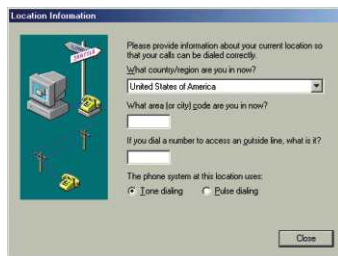 Location Information
SEATTLE
Please provide information about your current location so
that your calls can be dialed correctly.
What country/region are you in now?
United States of America
What area (or city) code are you in now?
If you dial a number to access an outside line, what is it?
The phone system at this location uses:
Tone dialing Pulse dialing
Close